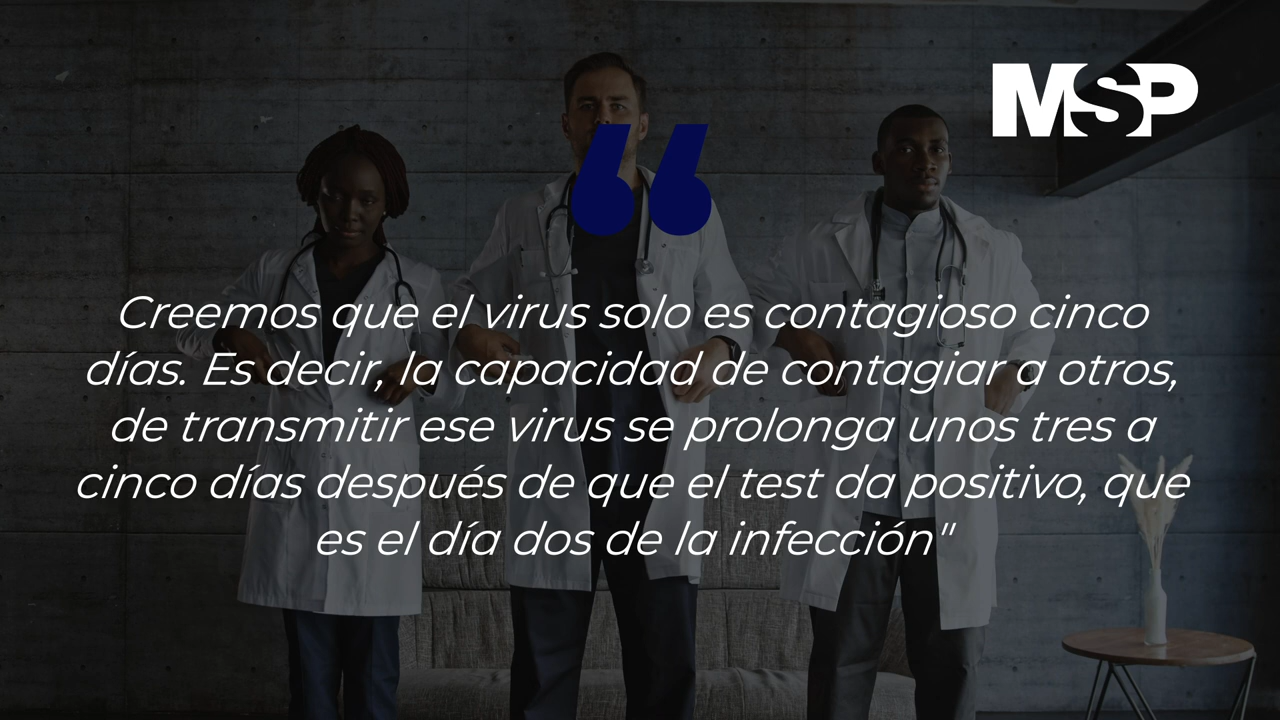 MSP
“
Creemos que el virus solo es contagioso cinco
días. Es decir, la capacidad de contagiar a otros,
de transmitir ese virus se prolonga unos tres a
cinco días después de que el test da positivo, que
es el día dos de la infección"